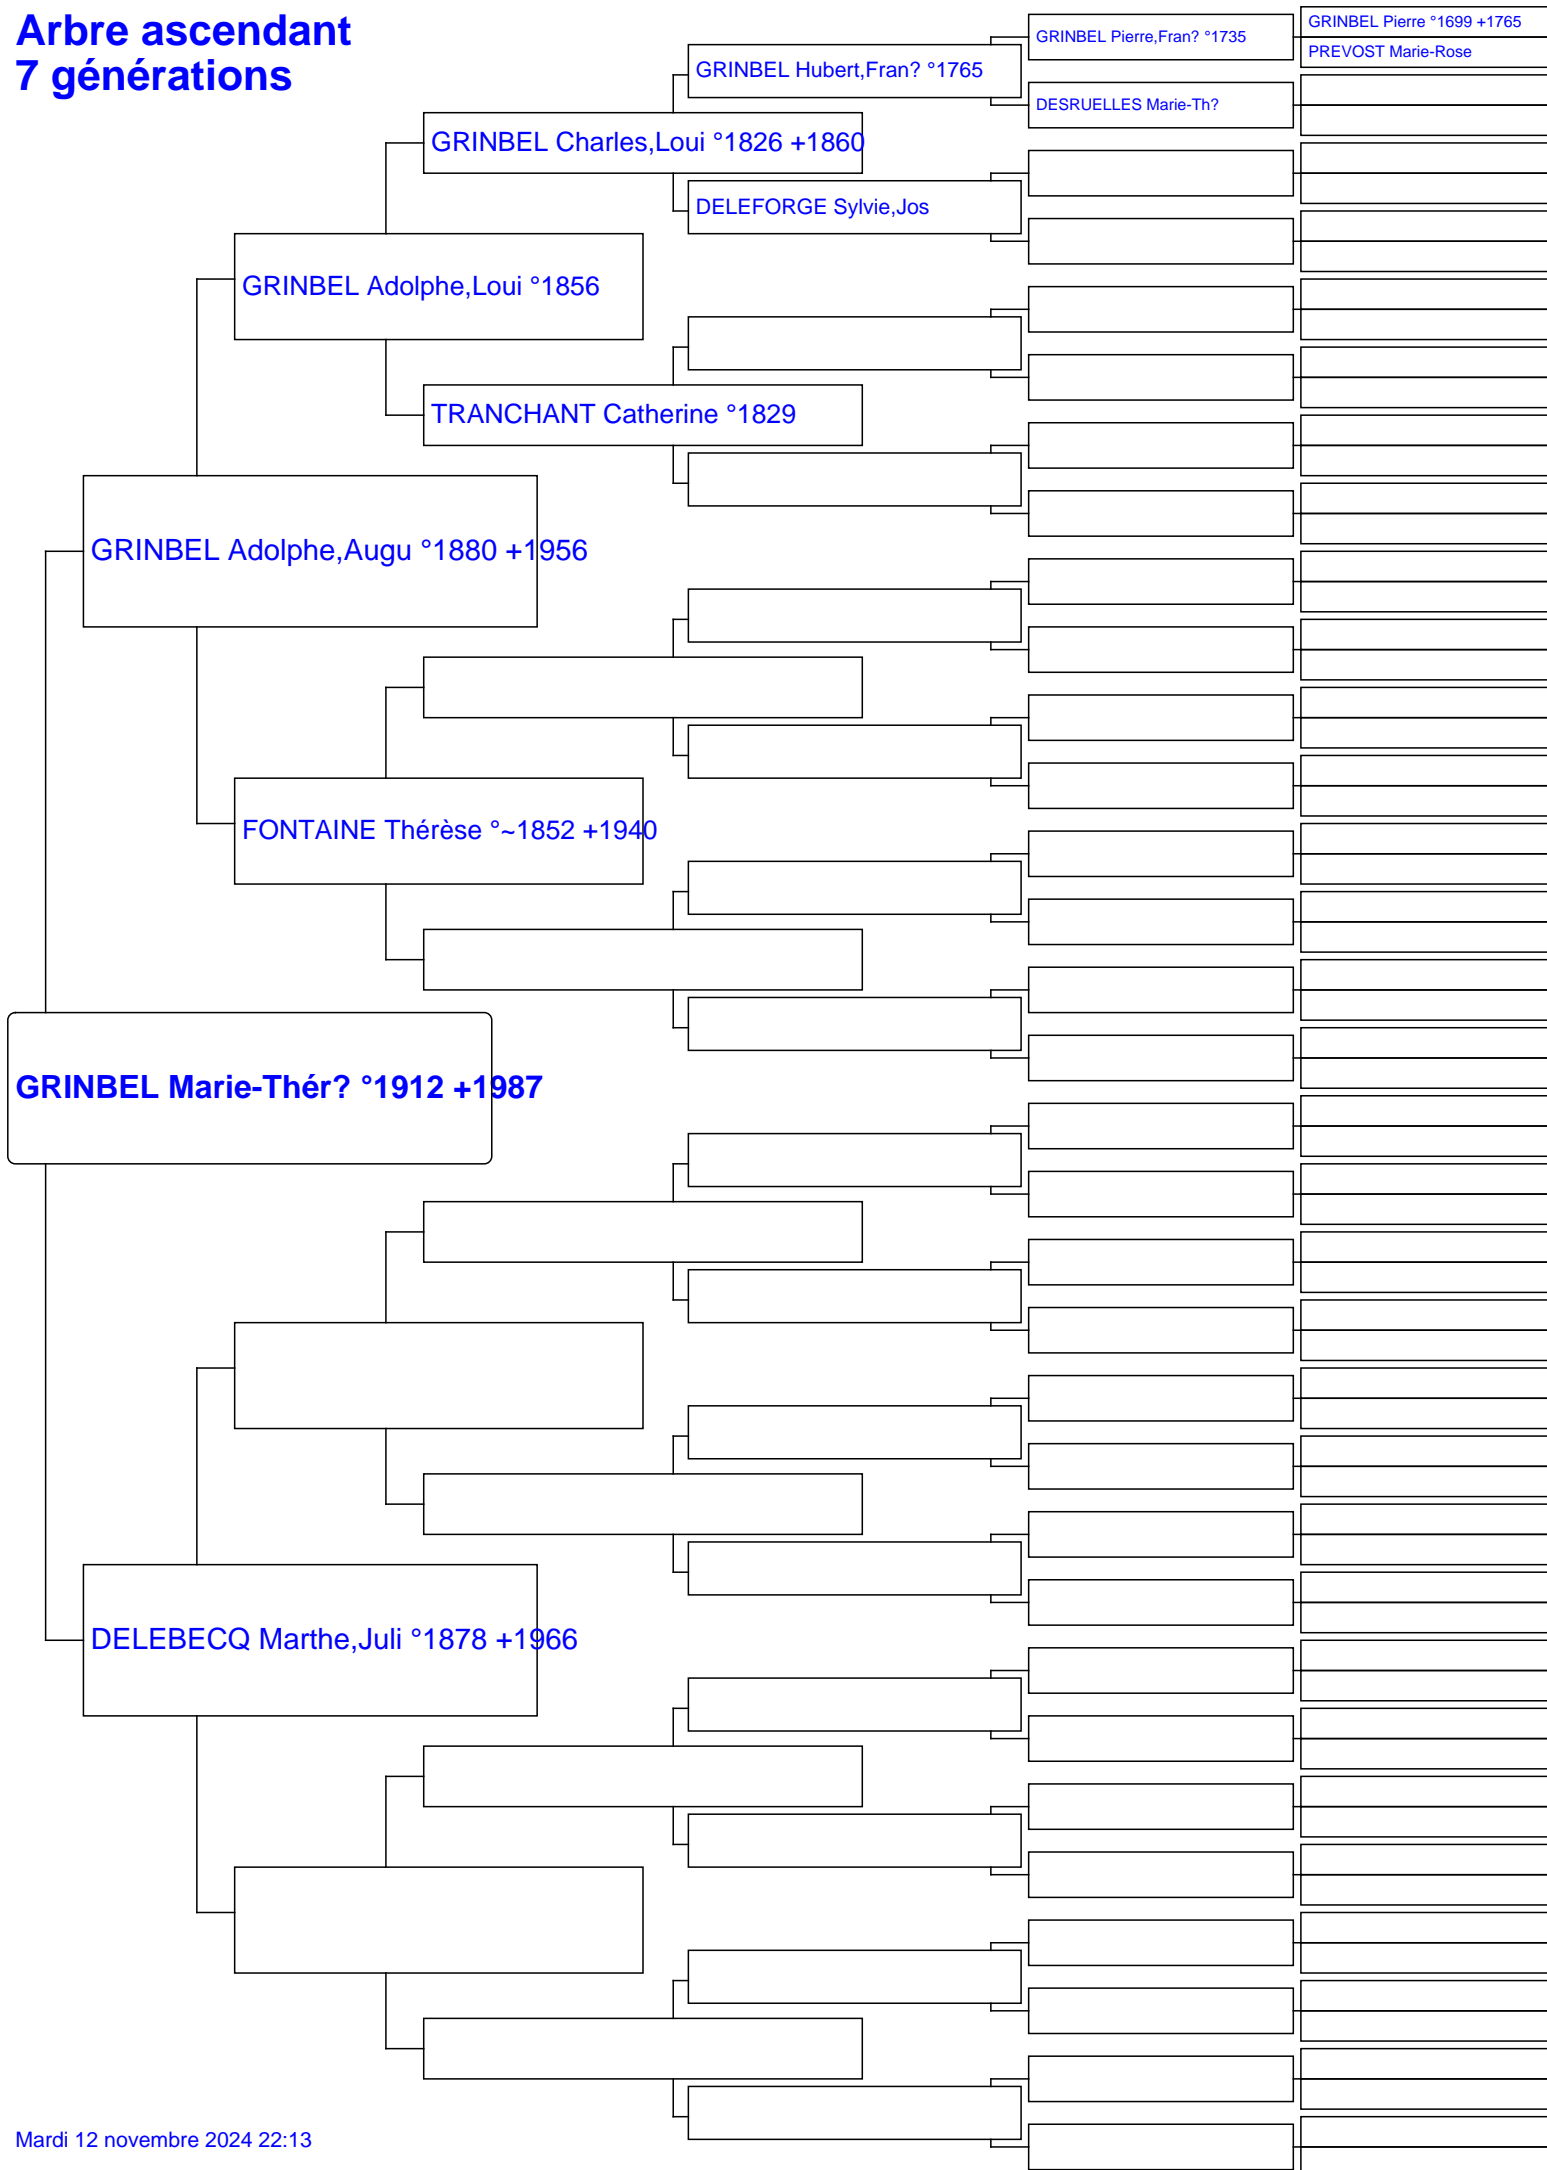 Arbre ascendant
7 générations
GRINBEL Pierre °1699 +1765
GRINBEL Pierre,Fran? °1735
PREVOST Marie-Rose
GRINBEL Hubert,Fran? °1765
DESRUELLES Marie-Th?
GRINBEL Charles,Loui °1826 +1860
DELEFORGE Sylvie,Jos
GRINBEL Adolphe,Loui °1856
TRANCHANT Catherine °1829
GRINBEL Adolphe,Augu °1880 +1956
FONTAINE Thérèse °~1852 +1940
GRINBEL Marie-Thér? °1912 +1987
DELEBECQ Marthe,Juli °1878 +1966
Mardi 12 novembre 2024 22:13